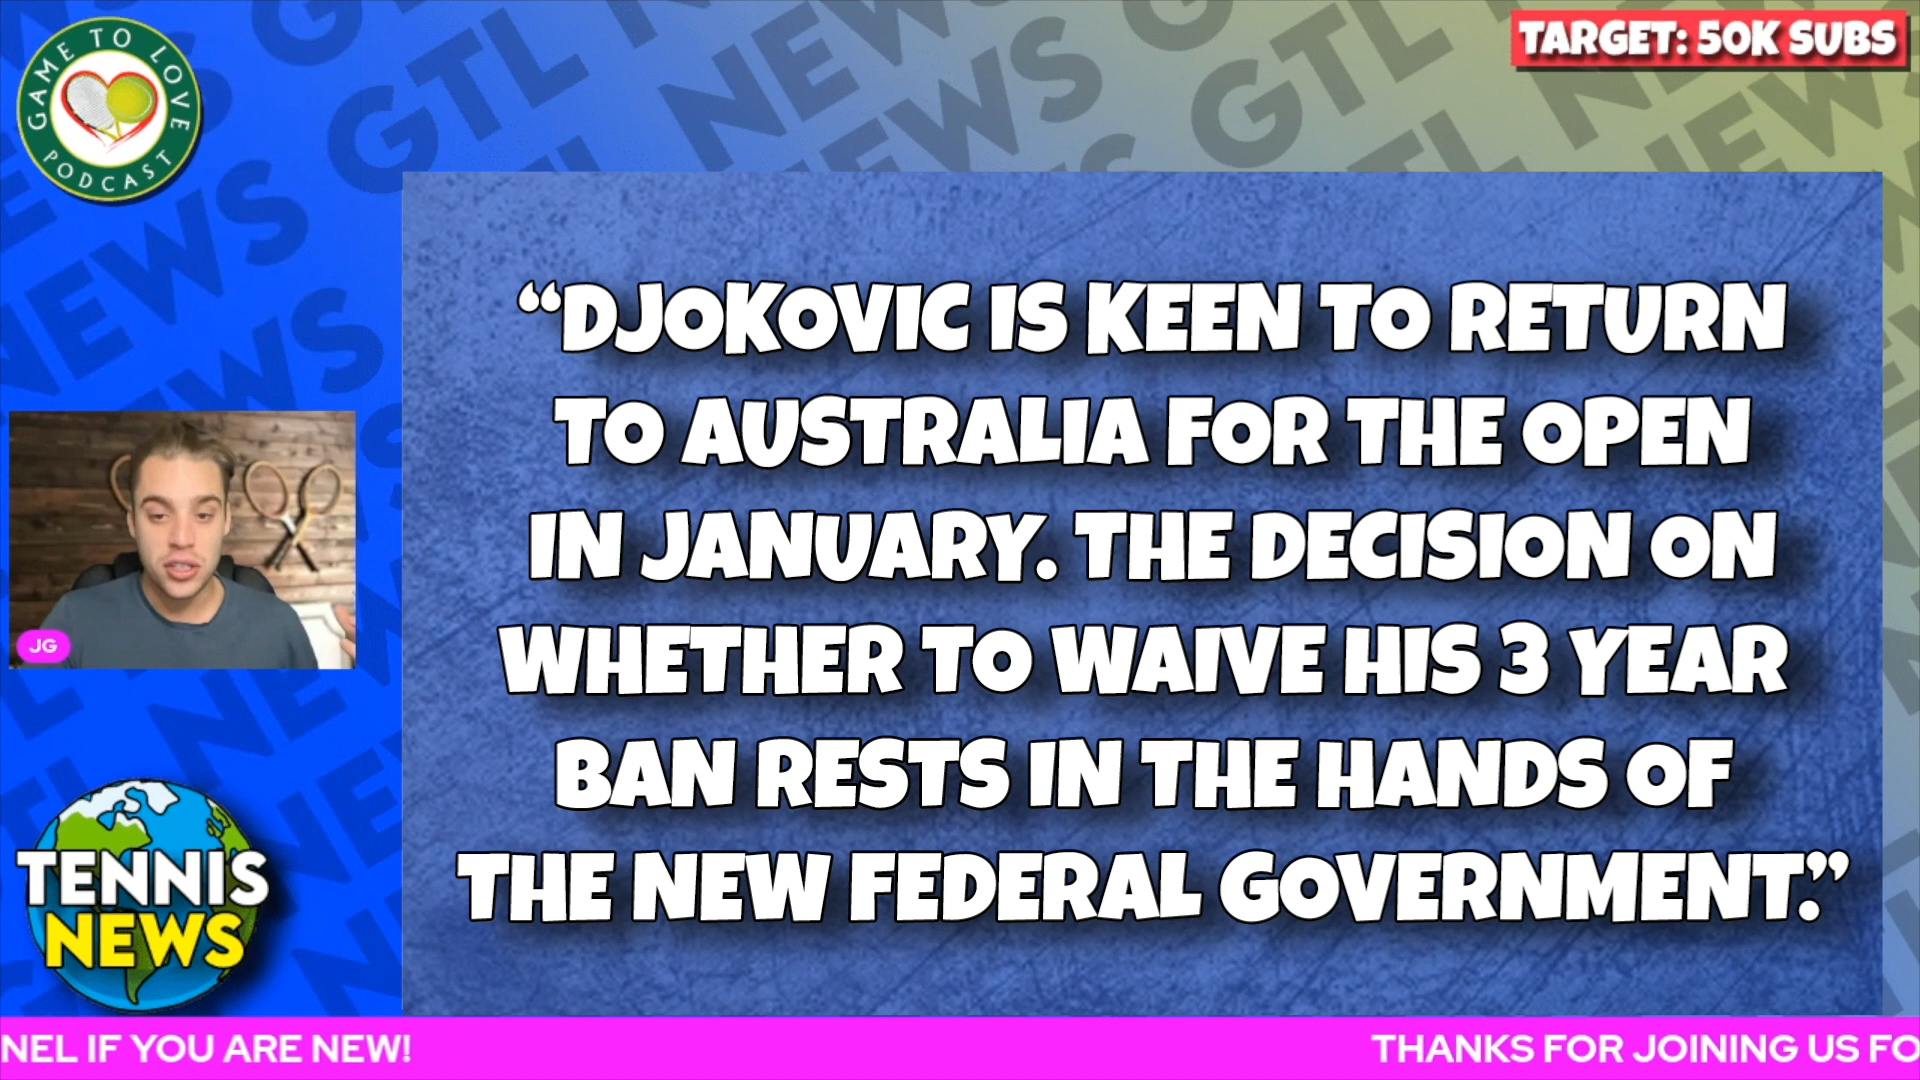 GAME TO LOVE
PODCAST
TARGET: 50K SUBS
“DJOKOVIC IS KEEN TO RETURN
TO AUSTRALIA FOR THE OPEN
IN JANUARY. THE DECISION ON
WHETHER TO WAIVE HIS 3 YEAR
BAN RESTS IN THE HANDS OF
THE NEW FEDERAL GOVERNMENT.”
JG
TENNIS
NEWS
NEL IF YOU ARE NEW!
THANKS FOR JOINING US FO
GTL NEWS